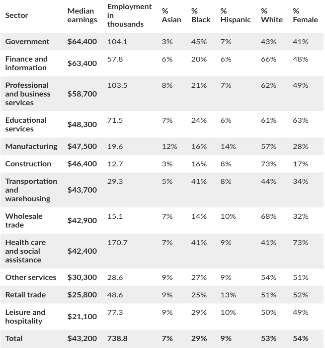 Sector Median earnings Employment in thousands % Asian % Black % Hispanic % White % Female
Government $64,400 104.1 3% 45% 7% 43% 41%
Finance and information $63,400 57.8 6% 20% 6% 66% 48%
Professional and business services $58,700 103.5 8% 21% 7% 62% 49%
Educational services $48,300 71.5 7% 24% 6% 61% 63%
Manufacturing $47,500 19.6 12% 16% 14% 57% 28%
Construction $46,400 12.7 3% 16% 8% 73% 17%
Transportation and warehousing $43,700 29.3 5% 41% 8% 44% 34%
Wholesale trade $42,900 15.1 7% 14% 10% 68% 32%
Health care and social assistance $42,400 170.7 7% 41% 9% 41% 73%
Other services $30,300 28.6 9% 27% 9% 54% 51%
Retail trade $25,800 48.6 9% 25% 13% 51% 52%
Leisure and hospitality $21,100 77.3 9% 29% 10% 50% 49%
Total $43,200 738.8 7% 29% 9% 53% 54%